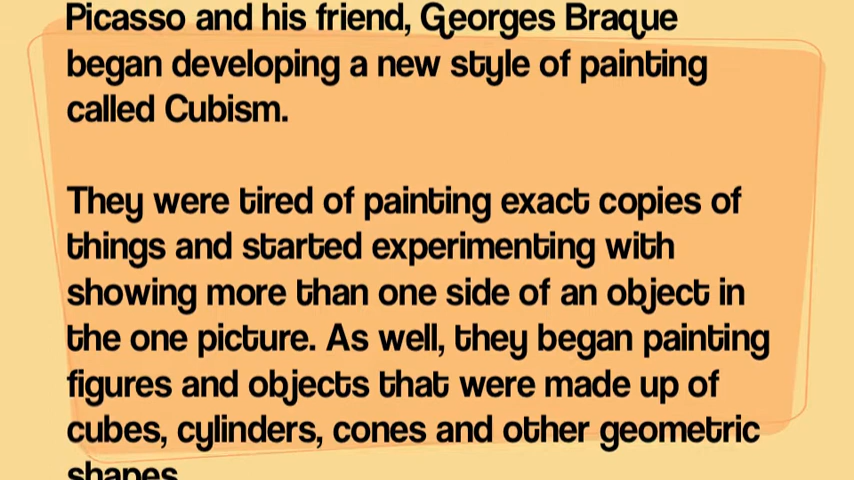 Picasso and his friend, Georges Braque
began developing a new style of painting
called Cubism.
They were tired of painting exact copies of
things and started experimenting with
showing more than one side of an object in
the one picture. As well, they began painting
figures and objects that were made up of
cubes, cylinders, cones and other geometric
shapes.